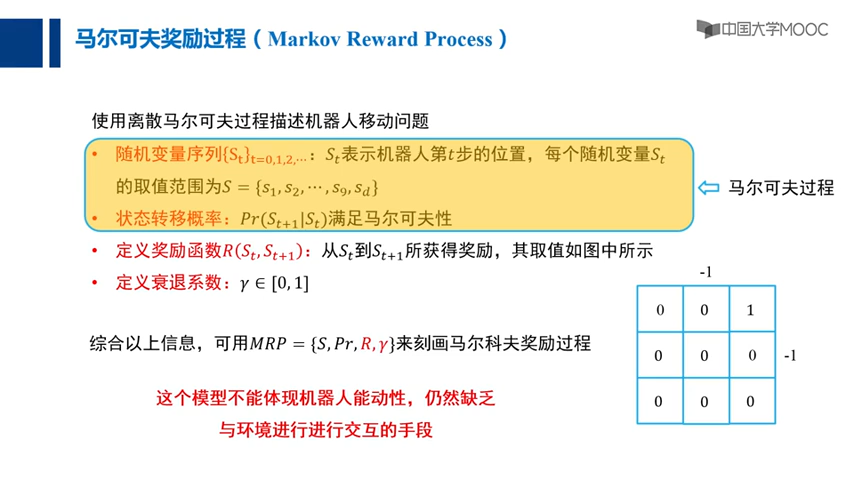 马尔可夫奖励过程（Markov Reward Process）
中国大学MOOC
使用离散马尔可夫过程描述机器人移动问题
• 随机变量序列{S_t}_{t=0,1,2,⋯}：S_t表示机器人第t步的位置，每个随机变量S_t
的取值范围为S = {s_1, s_2, ⋯, s_9, s_d}
• 状态转移概率：Pr(S_{t+1}|S_t)满足马尔可夫性
马尔可夫过程
• 定义奖励函数R(S_t, S_{t+1})：从S_t到S_{t+1}所获得奖励，其取值如图中所示
• 定义衰退系数：γ ∈ [0, 1]
综合以上信息，可用MRP = {S, Pr, R, γ}来刻画马尔科夫奖励过程
这个模型不能体现机器人能动性，仍然缺乏
与环境进行进行交互的手段
-1
0 0 1
0 0 0 -1
0 0 0